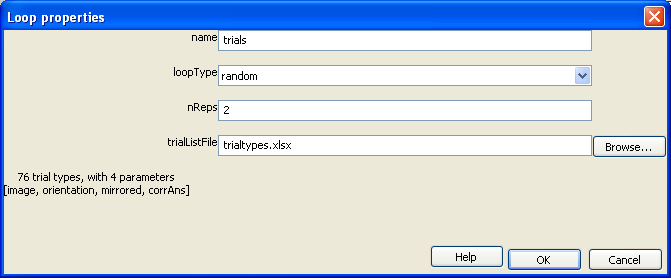 Loop properties
name trials
loopType random
nReps 2
trialListFile trialtypes.xlsx Browse...
76 trial types, with 4 parameters
[image, orientation, mirrored, corrAns]
Help OK Cancel